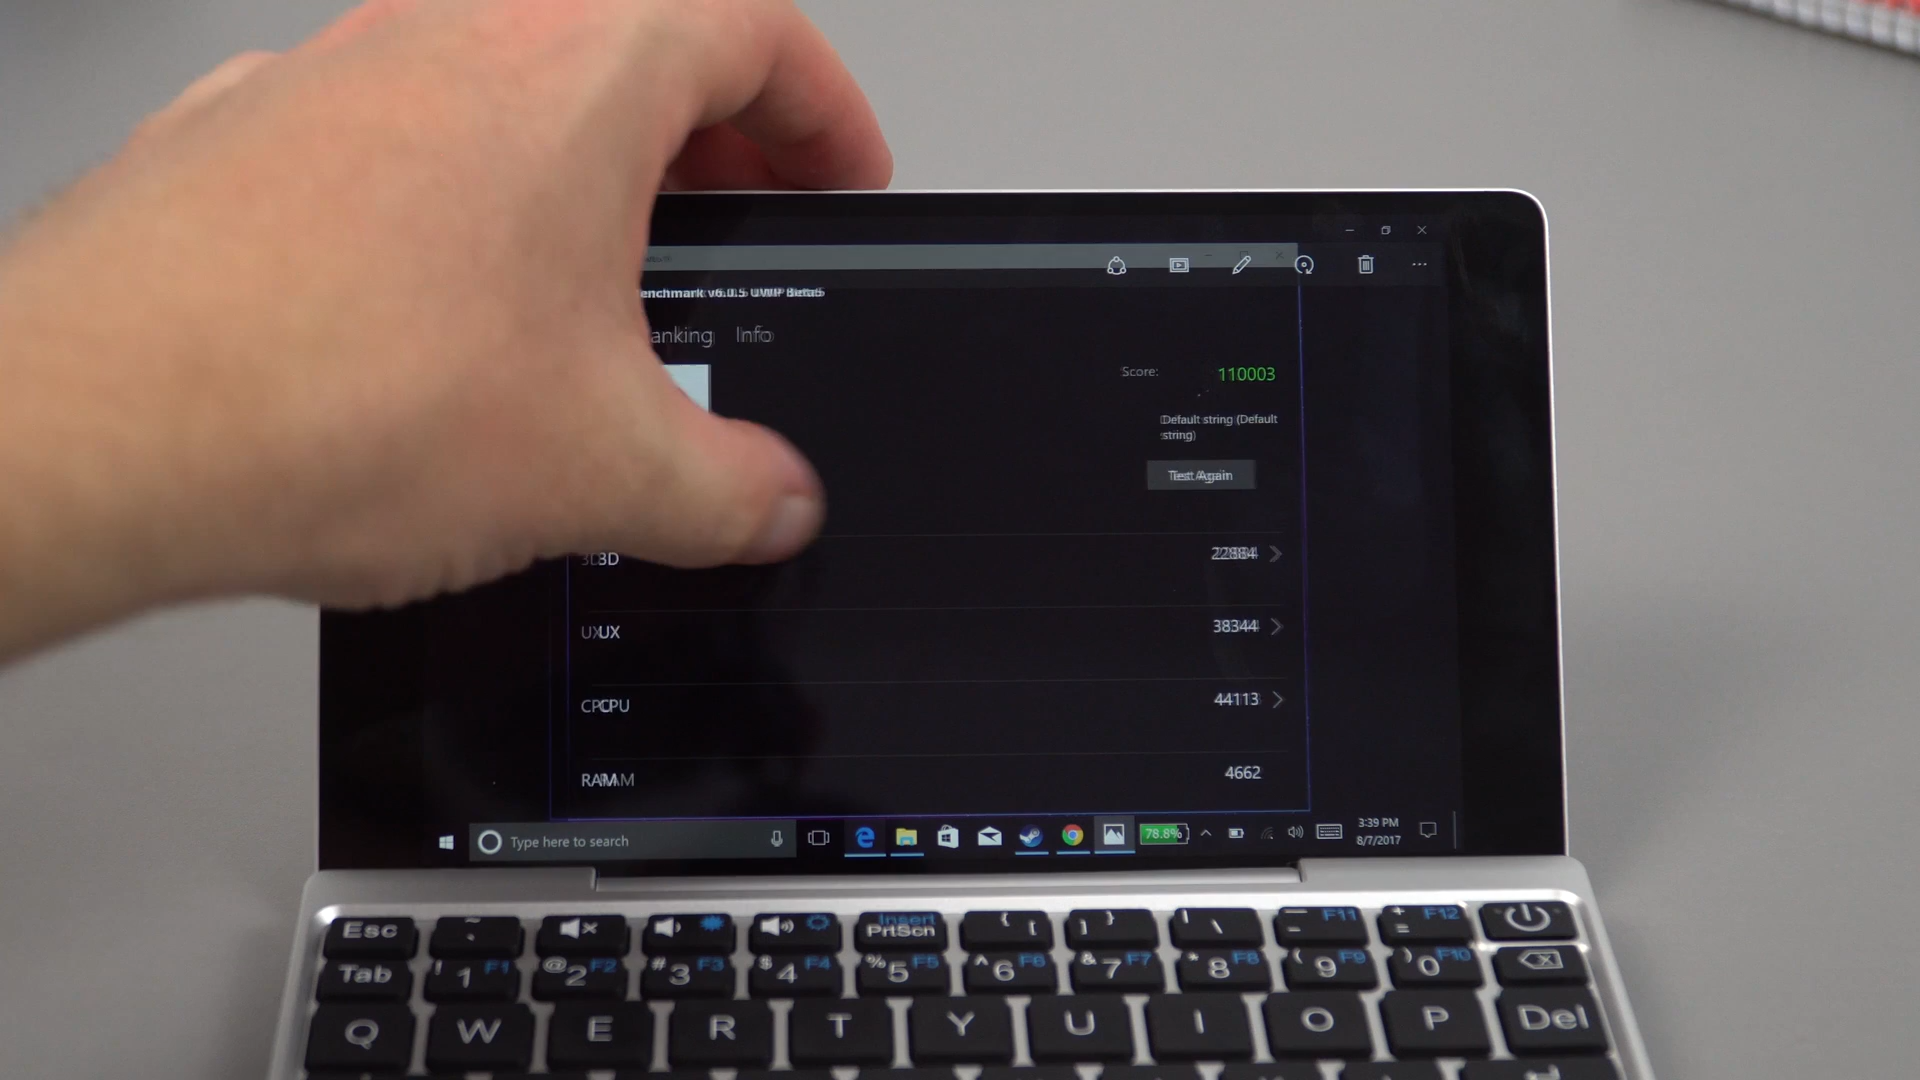 enchmark v6.0.5 UWP Beta5
anking Info
Score: 110003
Default string (Default
string)
Test Again
3D 22884
UX 38344
CPU 44113
RAM 4662
Type here to search
78.8%
3:39 PM
8/7/2017
Esc ~ ` Insert PrtScn { [ ] } | \ — - F11 + = F12
Tab ! 1 F1 @ 2 F2 # 3 F3 $ 4 F4 % 5 F5 ^ 6 F6 & 7 F7 * 8 F8 ( 9 F9 ) 0 F10
Q W E R T Y U I O P Del